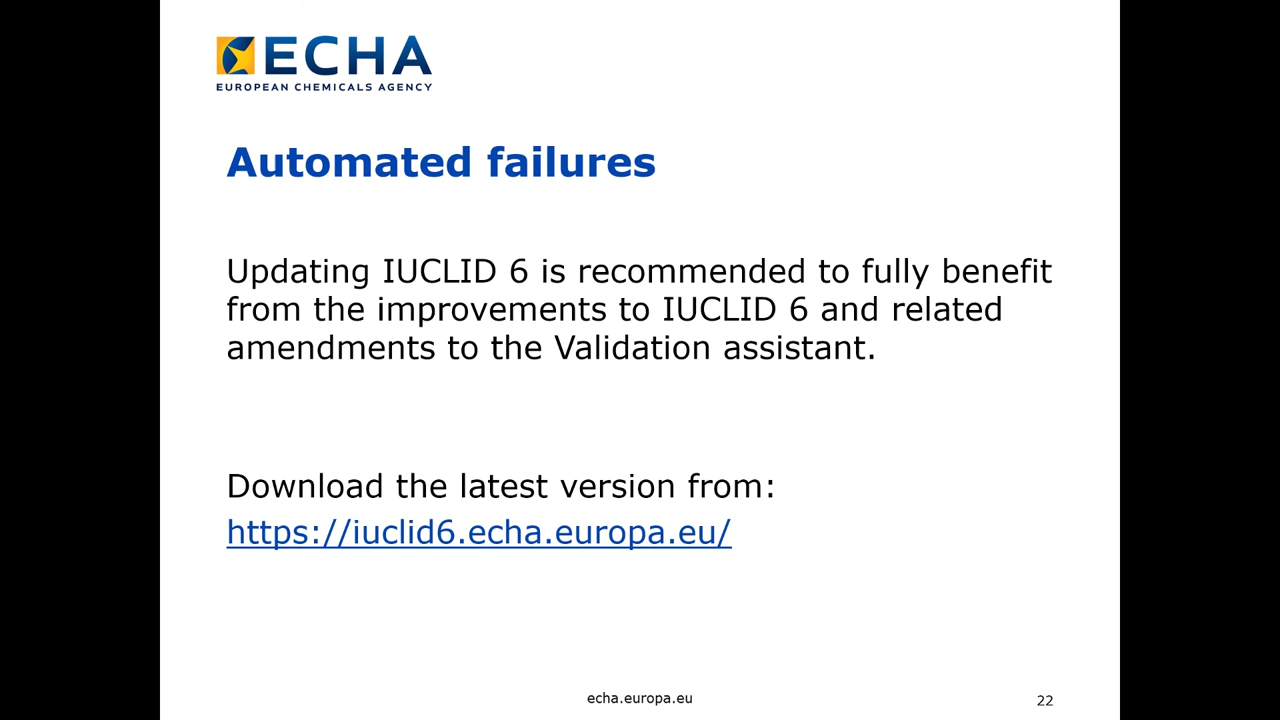 ECHA
EUROPEAN CHEMICALS AGENCY
Automated failures
Updating IUCLID 6 is recommended to fully benefit
from the improvements to IUCLID 6 and related
amendments to the Validation assistant.
Download the latest version from:
https://iuclid6.echa.europa.eu/
echa.europa.eu
22